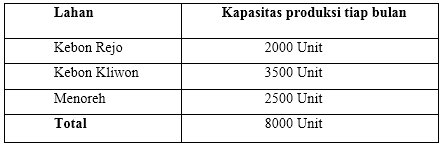 Lahan Kapasitas produksi tiap bulan
Kebon Rejo 2000 Unit
Kebon Kliwon 3500 Unit
Menoreh 2500 Unit
Total 8000 Unit